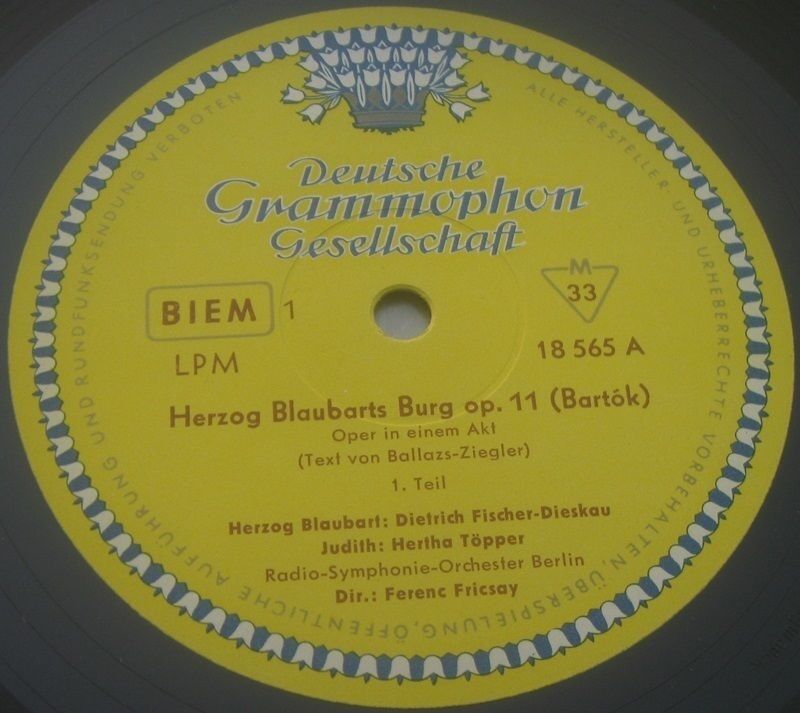 Deutsche
Grammophon
Gesellschaft
BIEM 1
M
33
LPM
18 565 A
Herzog Blaubarts Burg op. 11 (Bartók)
Oper in einem Akt
(Text von Ballazs-Ziegler)
1. Teil
Herzog Blaubart: Dietrich Fischer-Dieskau
Judith: Hertha Töpper
Radio-Symphonie-Orchester Berlin
Dir.: Ferenc Fricsay
ALLE HERSTELLER- UND URHEBERRECHTE VORBEHALTEN, ÜBERSPIELUNG, ÖFFENTLICHE AUFFÜHRUNG UND RUNDFUNKSENDUNG VERBOTEN